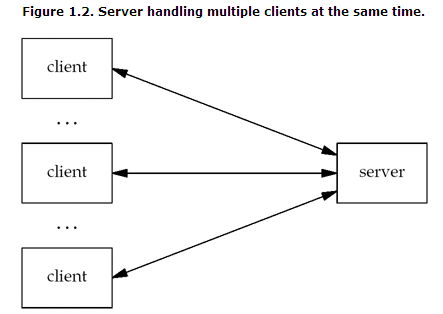 Figure 1.2. Server handling multiple clients at the same time.
client
...
client
server
...
client